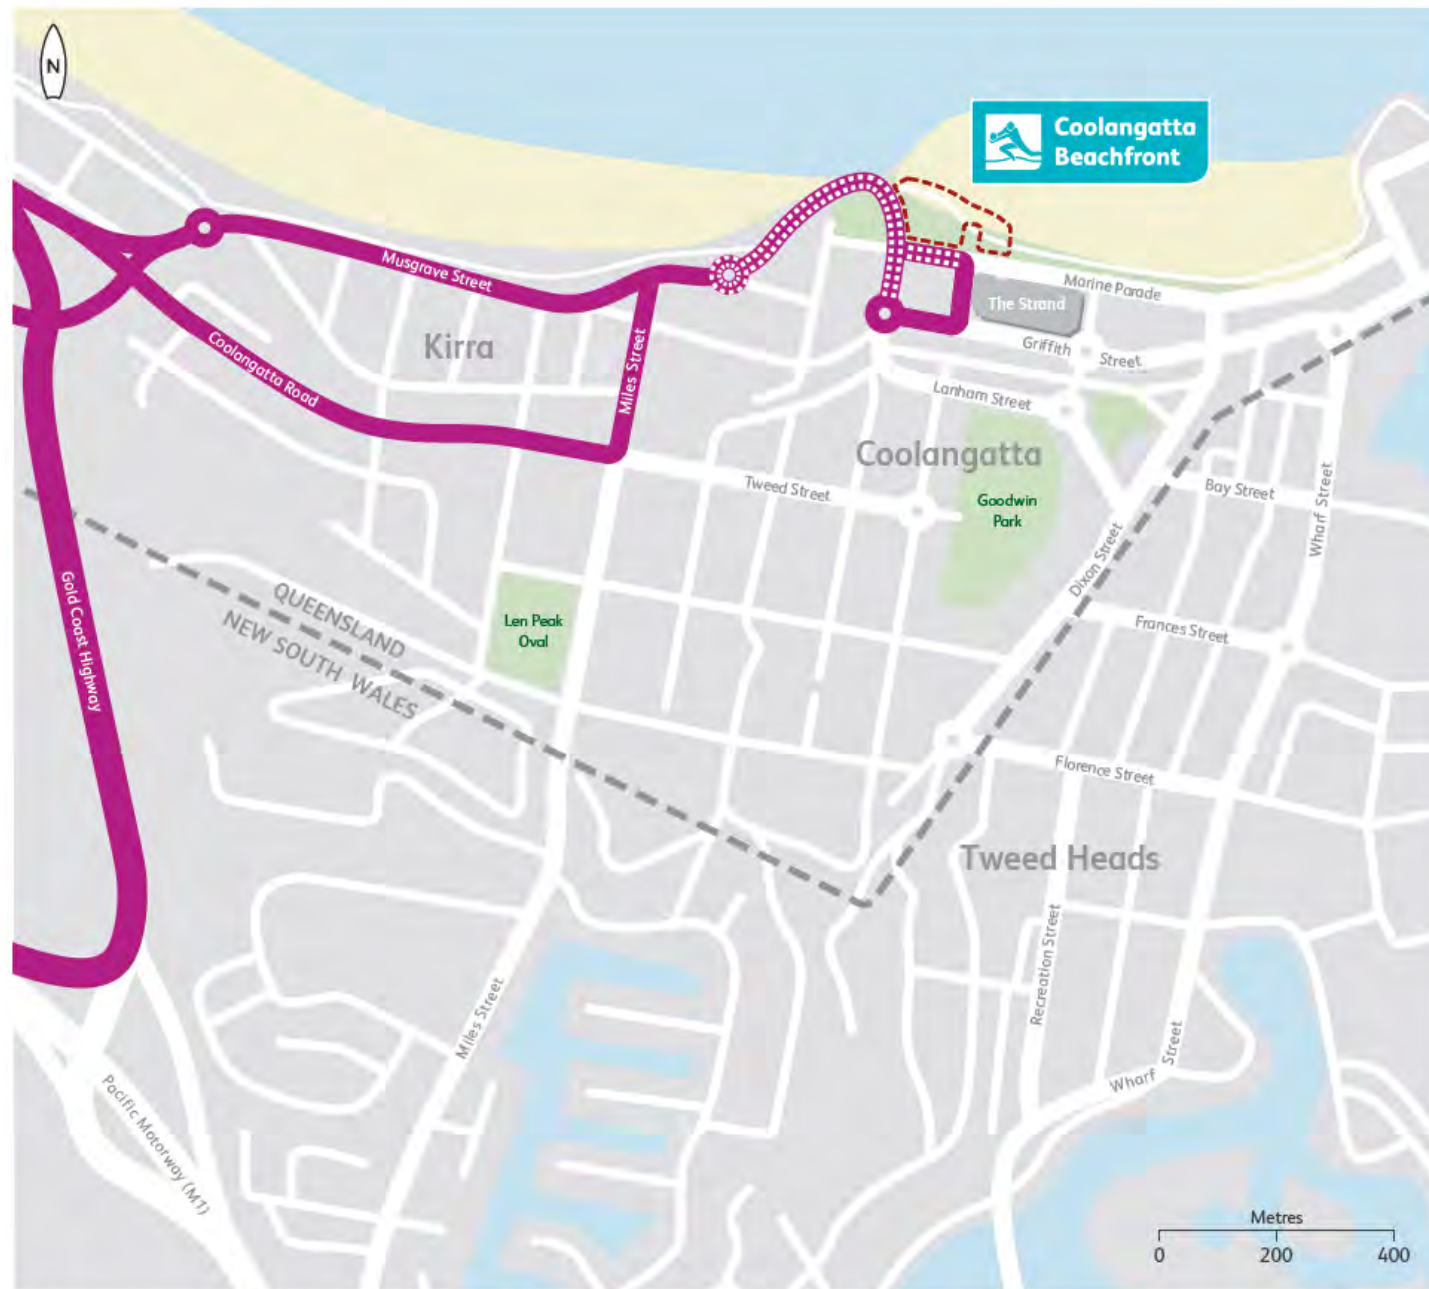 N
Coolangatta
Beachfront
Musgrave Street
Marine Parade
The Strand
Kirra
Griffith
Street
Coolangatta Road
Miles Street
Lanham Street
Coolangatta
Tweed Street
Goodwin
Park
Bay Street
Wharf Street
Dixon Street
Gold Coast Highway
QUEENSLAND
NEW SOUTH WALES
Len Peak
Oval
Frances Street
Florence Street
Tweed Heads
Recreation Street
Miles Street
Wharf
Street
Pacific Motorway (M1)
Metres
0 200 400